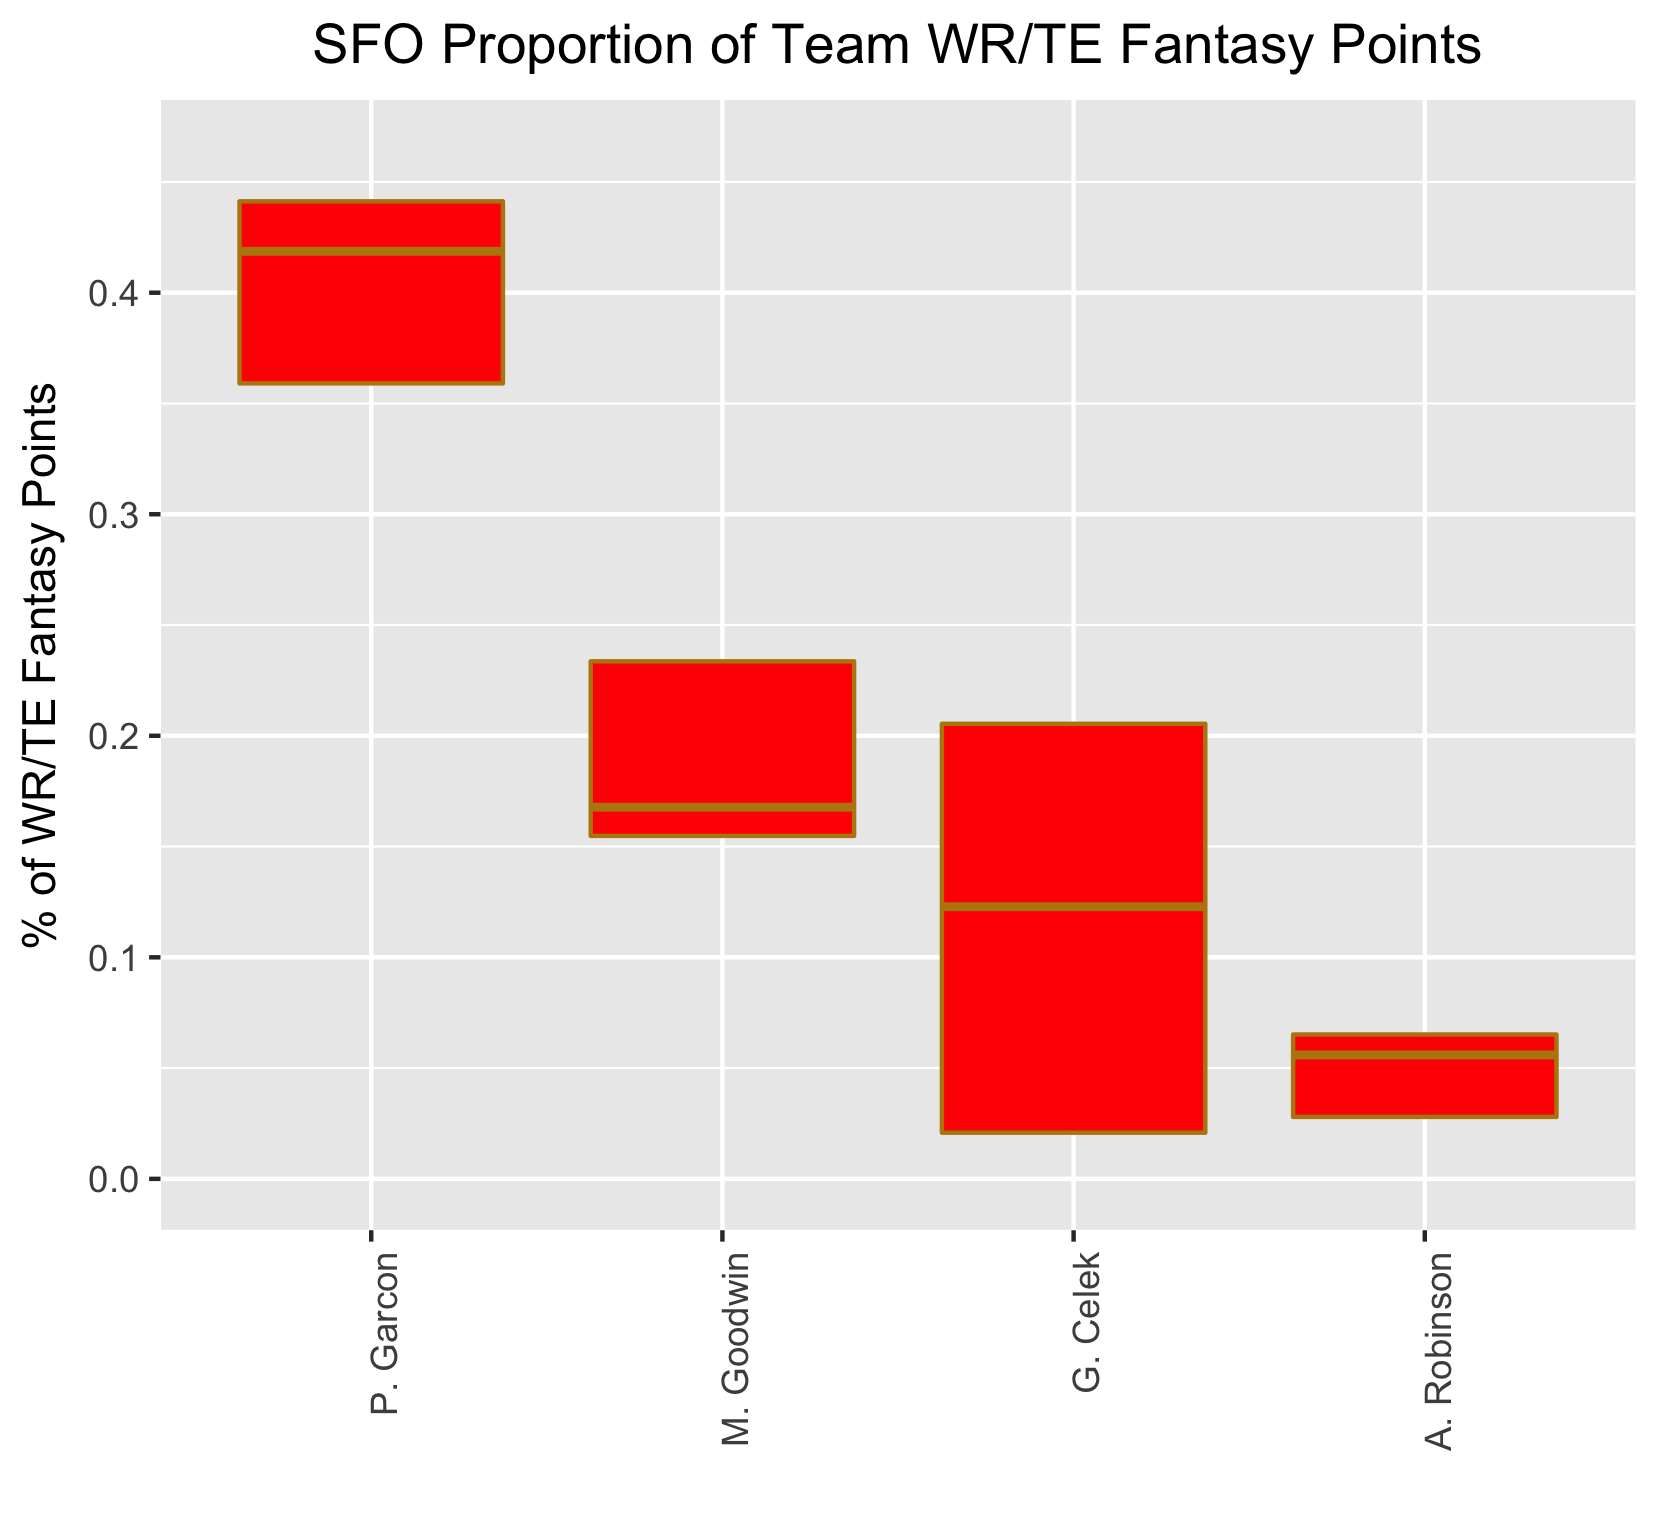 SFO Proportion of Team WR/TE Fantasy Points
% of WR/TE Fantasy Points
0.4
0.3
0.2
0.1
0.0
P. Garcon
M. Goodwin
G. Celek
A. Robinson